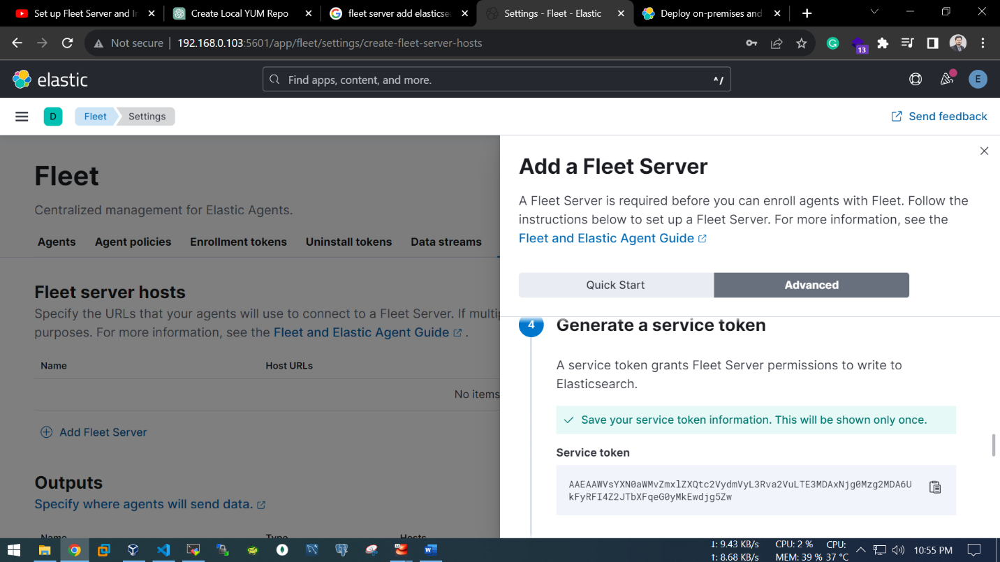 Set up Fleet Server and In
Create Local YUM Repo
fleet server add elasticsea
Settings - Fleet - Elastic
Deploy on-premises and
Not secure
192.168.0.103:5601/app/fleet/settings/create-fleet-server-hosts
13
elastic
Find apps, content, and more.
^/
E
D
Fleet
Settings
Send feedback
Fleet
Centralized management for Elastic Agents.
Agents
Agent policies
Enrollment tokens
Uninstall tokens
Data streams
Fleet server hosts
Specify the URLs that your agents will use to connect to a Fleet Server. If multip
purposes. For more information, see the Fleet and Elastic Agent Guide .
Name
Host URLs
No items
Add Fleet Server
Outputs
Specify where agents will send data.
Name
Type
Hosts
Add a Fleet Server
A Fleet Server is required before you can enroll agents with Fleet. Follow the
instructions below to set up a Fleet Server. For more information, see the
Fleet and Elastic Agent Guide
Quick Start
Advanced
4
Generate a service token
A service token grants Fleet Server permissions to write to
Elasticsearch.
Save your service token information. This will be shown only once.
Service token
AAEAAWVsYXN0aWMvZmxlZXQtc2VydmVyL3Rva2VuLTE3MDAxNjg0Mzg2MDA6U
kFyRFI4Z2JTbXFqeG0yMkEwdjg5Zw
↓: 9.43 KB/s
↑: 8.68 KB/s
CPU: 2 %
MEM: 39 %
CPU:
37 °C
10:55 PM